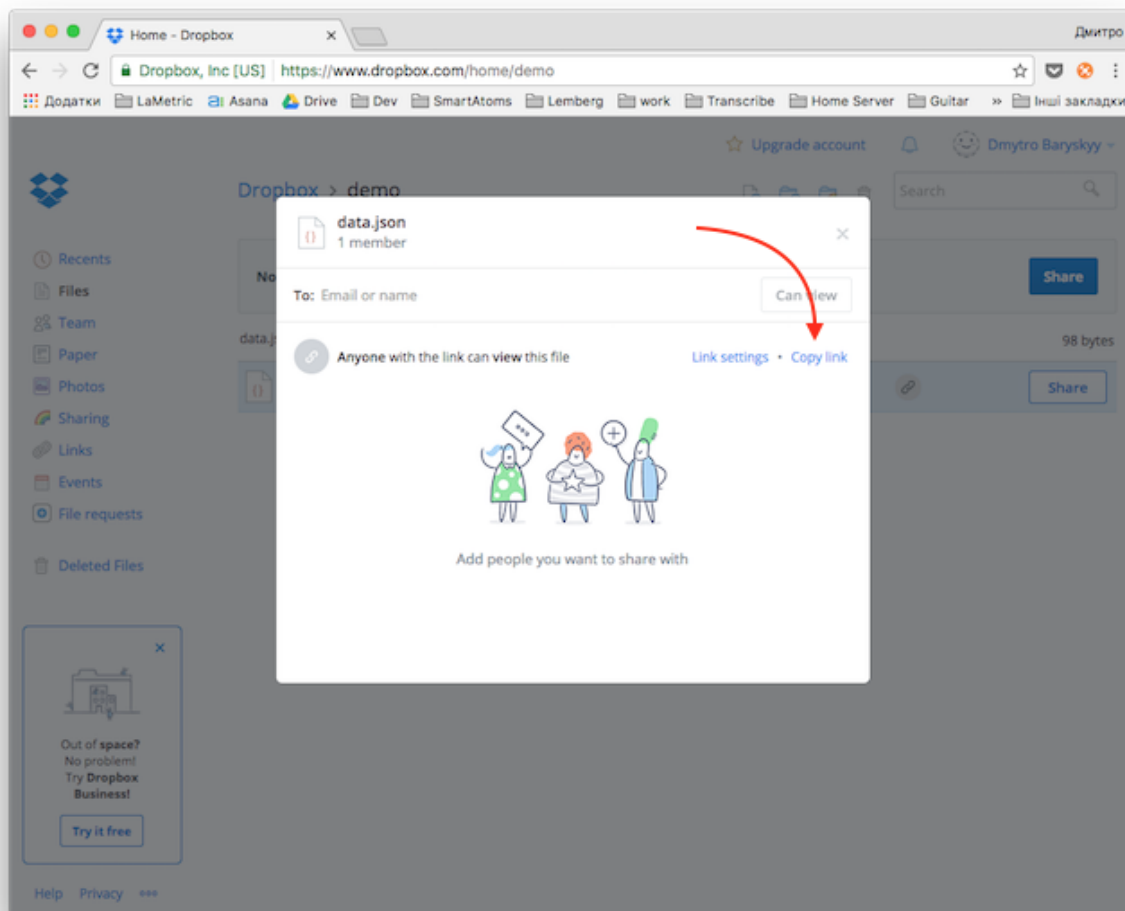 Home - Dropbox
Дмитро
Dropbox, Inc [US] https://www.dropbox.com/home/demo
Додатки LaMetric Asana Drive Dev SmartAtoms Lemberg work Transcribe Home Server Guitar » Інші закладки
Upgrade account Dmytro Baryskyy
Dropbox > demo
Search
data.json
1 member
Recents
No
Share
Files
To: Email or name
Can view
Team
data.j
98 bytes
Paper
Anyone with the link can view this file
Link settings • Copy link
Photos
Share
Sharing
Links
Events
File requests
Add people you want to share with
Deleted Files
Out of space?
No problem!
Try Dropbox
Business!
Try it free
Help Privacy